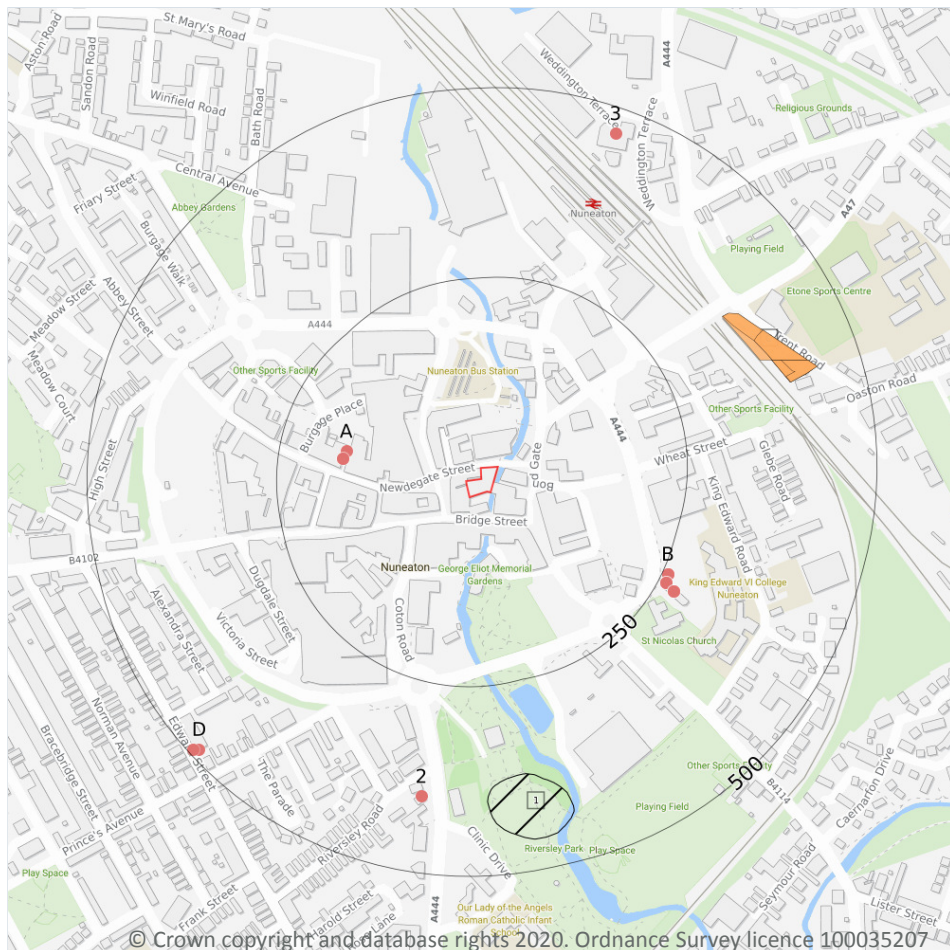 St Mary's Road
A444
Aston Road
Sandon Road
Winfield Road
Bath Road
Weddington Terra
Weddington Terrace
Religious Grounds
3
Central Avenue
Friary Street
Abbey Gardens
Nuneaton
A47
Burgage Walk
Playing Field
Abbey Street
Meadow Street
Etone Sports Centre
A444
Meadow Court
Other Sports Facility
Nuneaton Bus Station
Kent Road
Oaston Road
Burgage Place
A
A444
Other Sports Facility
High Street
Newdegate Street
Bon
d Gate
Wheat Street
Glebe Road
King Edward Road
Bridge Street
B4102
Nuneaton
George Eliot Memorial
Gardens
B
King Edward VI College
Nuneaton
Dugdale Street
Alexandra Street
Coton Road
Victoria Street
250
St Nicolas Church
D
Norman Avenue
Edward Street
Bracebridge Street
The Parade
2
1
500
Other Sports
ty
B4114
Caernarfon Drive
Prince's Avenue
Riversley Road
Playing Field
Clinic Drive
Riversley Park
Play Space
Play Space
Seymour Road
Frank Street
Harold Street
Lane
A444
Our Lady of the Angels
Roman Catholic Infant
School
Lister Street
© Crown copyright and database rights 2020. Ordnance Survey licence 100035207